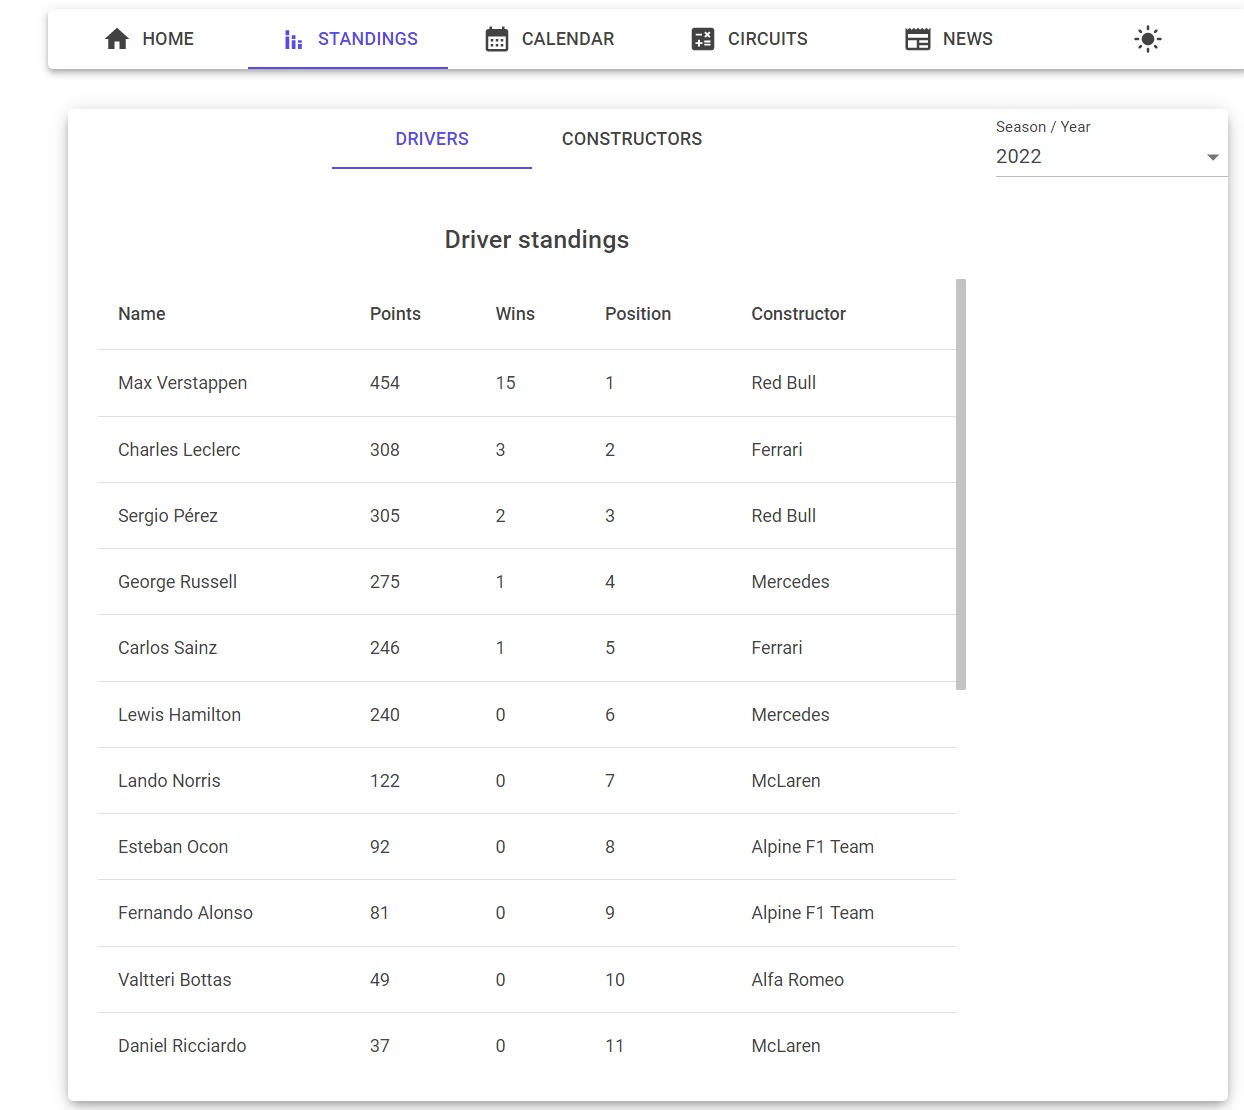 HOME STANDINGS CALENDAR CIRCUITS NEWS
DRIVERS CONSTRUCTORS
Season / Year
2022
Driver standings
Name Points Wins Position Constructor
Max Verstappen 454 15 1 Red Bull
Charles Leclerc 308 3 2 Ferrari
Sergio Pérez 305 2 3 Red Bull
George Russell 275 1 4 Mercedes
Carlos Sainz 246 1 5 Ferrari
Lewis Hamilton 240 0 6 Mercedes
Lando Norris 122 0 7 McLaren
Esteban Ocon 92 0 8 Alpine F1 Team
Fernando Alonso 81 0 9 Alpine F1 Team
Valtteri Bottas 49 0 10 Alfa Romeo
Daniel Ricciardo 37 0 11 McLaren